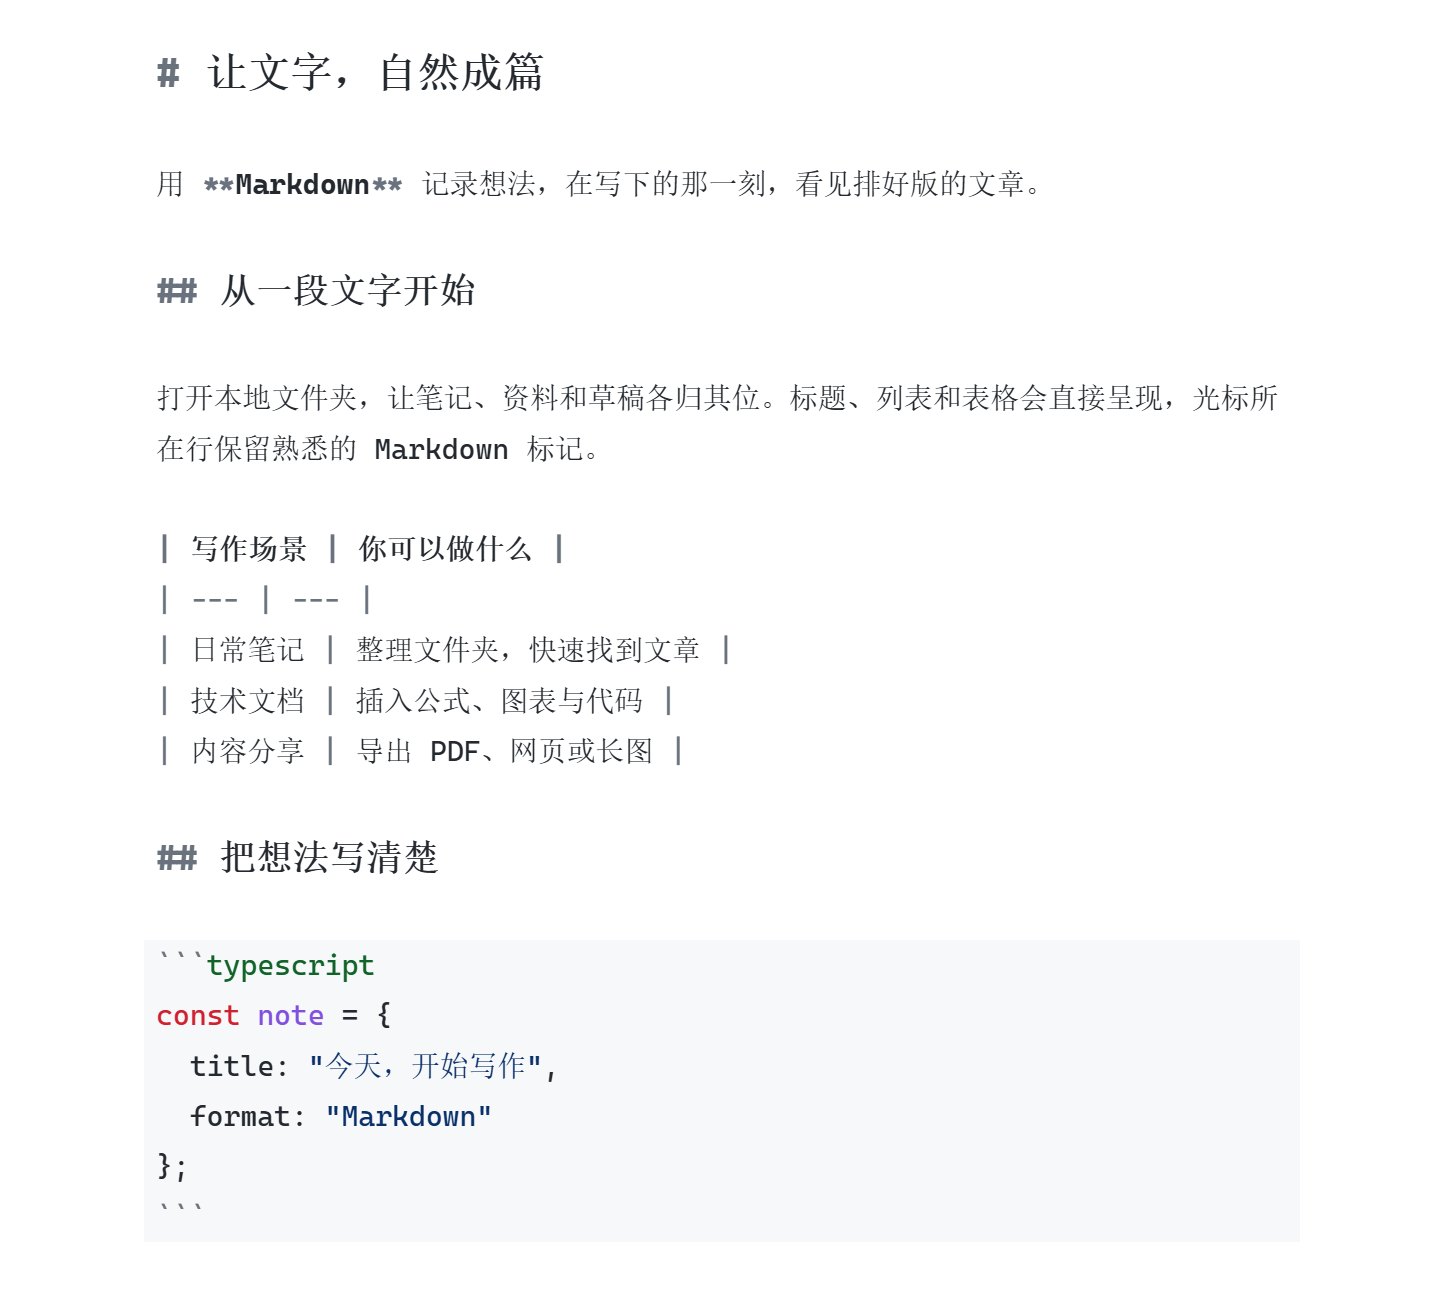 # 让文字，自然成篇
用 **Markdown** 记录想法，在写下的那一刻，看见排好版的文章。
## 从一段文字开始
打开本地文件夹，让笔记、资料和草稿各归其位。标题、列表和表格会直接呈现，光标所
在行保留熟悉的 Markdown 标记。
| 写作场景 | 你可以做什么 |
| --- | --- |
| 日常笔记 | 整理文件夹，快速找到文章 |
| 技术文档 | 插入公式、图表与代码 |
| 内容分享 | 导出 PDF、网页或长图 |
## 把想法写清楚
```typescript
const note = {
  title: "今天，开始写作",
  format: "Markdown"
};
```